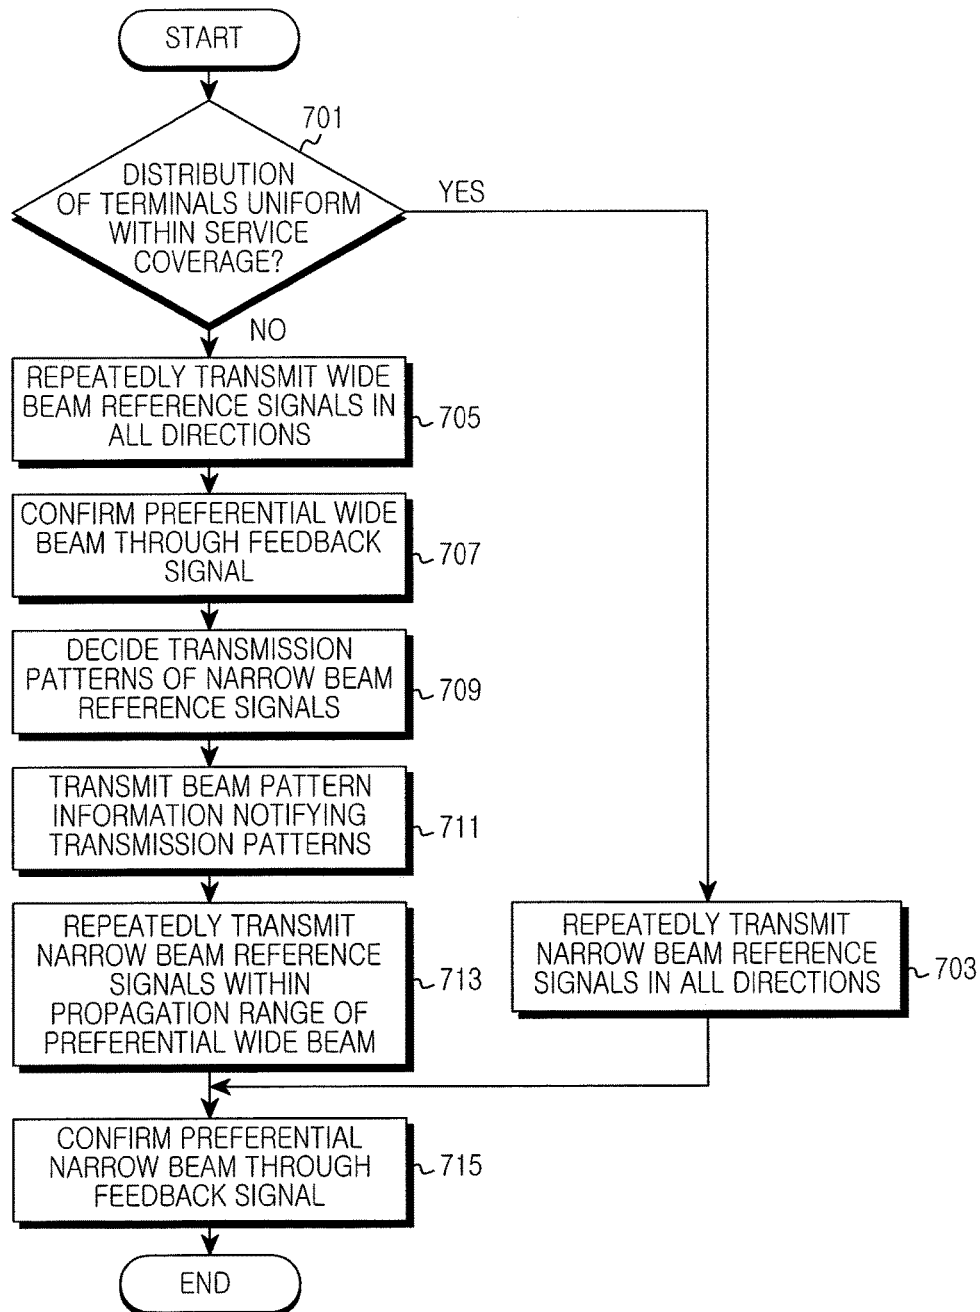 START
701
DISTRIBUTION
OF TERMINALS UNIFORM
WITHIN SERVICE
COVERAGE?
YES
NO
REPEATEDLY TRANSMIT WIDE
BEAM REFERENCE SIGNALS IN
ALL DIRECTIONS
705
CONFIRM PREFERENTIAL WIDE
BEAM THROUGH FEEDBACK
SIGNAL
707
DECIDE TRANSMISSION
PATTERNS OF NARROW BEAM
REFERENCE SIGNALS
709
TRANSMIT BEAM PATTERN
INFORMATION NOTIFYING
TRANSMISSION PATTERNS
711
REPEATEDLY TRANSMIT
NARROW BEAM REFERENCE
SIGNALS WITHIN
PROPAGATION RANGE OF
PREFERENTIAL WIDE BEAM
713
REPEATEDLY TRANSMIT
NARROW BEAM REFERENCE
SIGNALS IN ALL DIRECTIONS
703
CONFIRM PREFERENTIAL
NARROW BEAM THROUGH
FEEDBACK SIGNAL
715
END